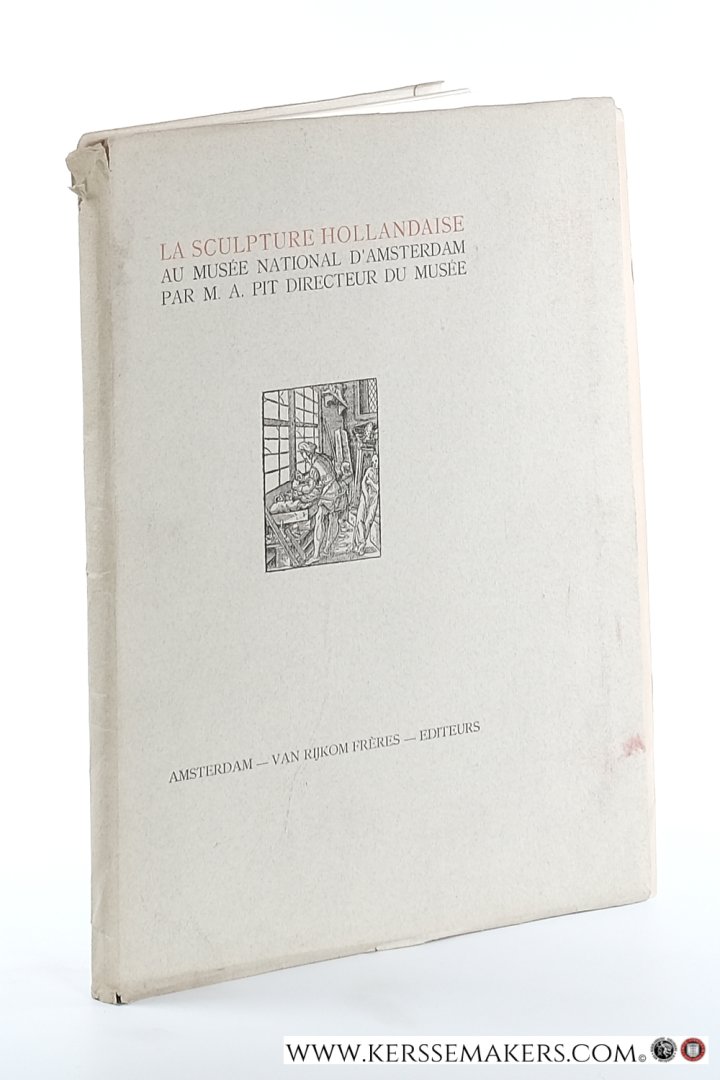 LA SCULPTURE HOLLANDAISE
AU MUSÉE NATIONAL D'AMSTERDAM
PAR M. A. PIT DIRECTEUR DU MUSÉE
AMSTERDAM — VAN RIJKOM FRÈRES — EDITEURS
WWW.KERSSEMAKERS.COM©